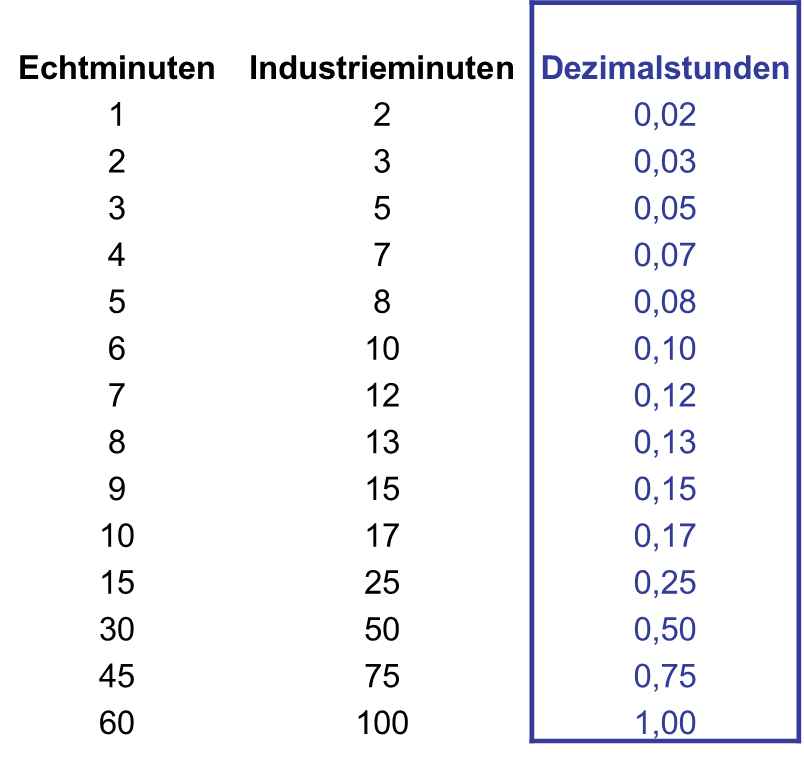 Echtminuten Industrieminuten Dezimalstunden
1 2 0,02
2 3 0,03
3 5 0,05
4 7 0,07
5 8 0,08
6 10 0,10
7 12 0,12
8 13 0,13
9 15 0,15
10 17 0,17
15 25 0,25
30 50 0,50
45 75 0,75
60 100 1,00